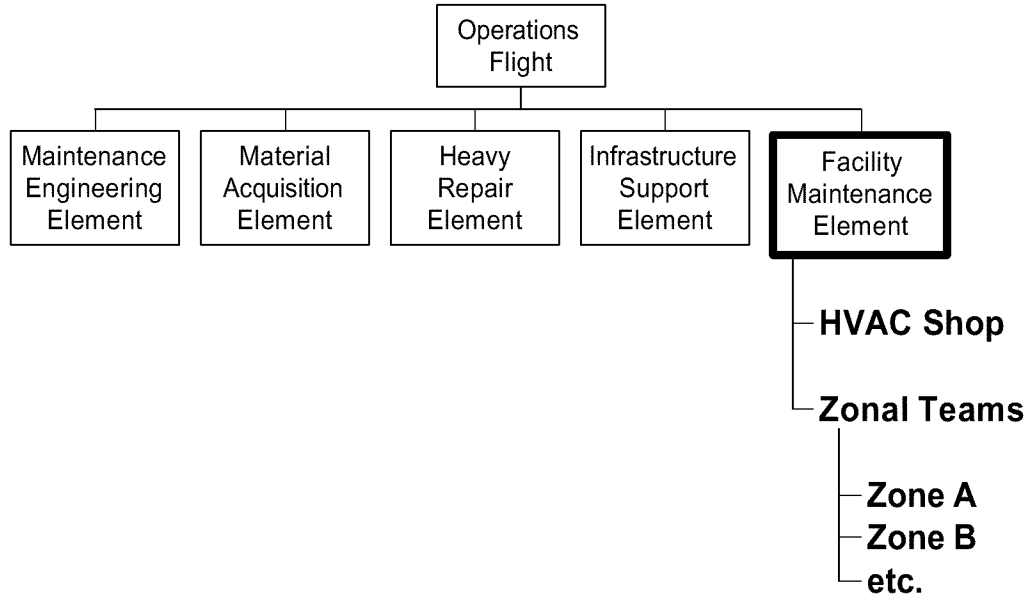 Operations
Flight
Maintenance
Engineering
Element
Material
Acquisition
Element
Heavy
Repair
Element
Infrastructure
Support
Element
Facility
Maintenance
Element
HVAC Shop
Zonal Teams
Zone A
Zone B
etc.